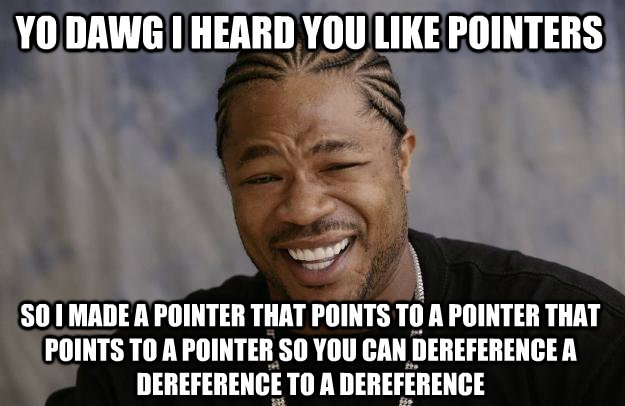 YO DAWG I HEARD YOU LIKE POINTERS
SO I MADE A POINTER THAT POINTS TO A POINTER THAT
POINTS TO A POINTER SO YOU CAN DEREFERENCE A
DEREFERENCE TO A DEREFERENCE